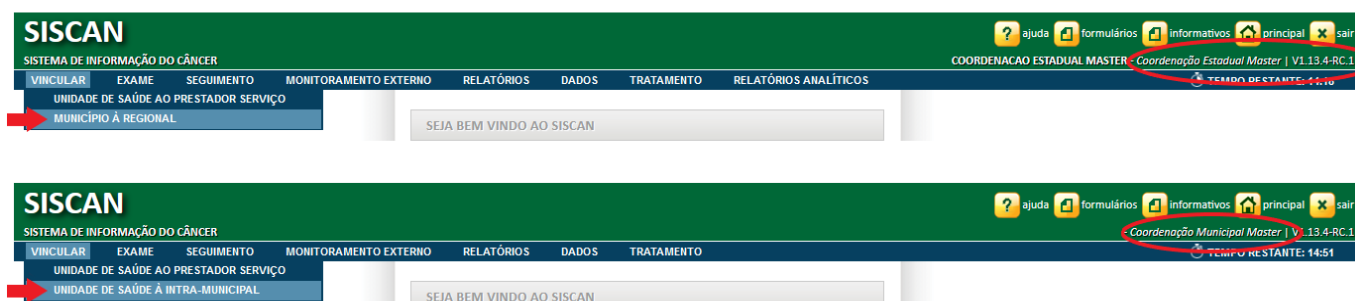 SISCAN
? ajuda formulários informativos principal x sair
SISTEMA DE INFORMAÇÃO DO CÂNCER
COORDENACAO ESTADUAL MASTER - Coordenação Estadual Master | V1.13.4-RC.1
VINCULAR EXAME SEGUIMENTO MONITORAMENTO EXTERNO RELATÓRIOS DADOS TRATAMENTO RELATÓRIOS ANALÍTICOS TEMPO RESTANTE: 14:18
UNIDADE DE SAÚDE AO PRESTADOR SERVIÇO
MUNICÍPIO À REGIONAL
SEJA BEM VINDO AO SISCAN
SISCAN
? ajuda formulários informativos principal x sair
SISTEMA DE INFORMAÇÃO DO CÂNCER
- Coordenação Municipal Master | V1.13.4-RC.1
VINCULAR EXAME SEGUIMENTO MONITORAMENTO EXTERNO RELATÓRIOS DADOS TRATAMENTO TEMPO RESTANTE: 14:51
UNIDADE DE SAÚDE AO PRESTADOR SERVIÇO
UNIDADE DE SAÚDE À INTRA-MUNICIPAL
SEJA BEM VINDO AO SISCAN